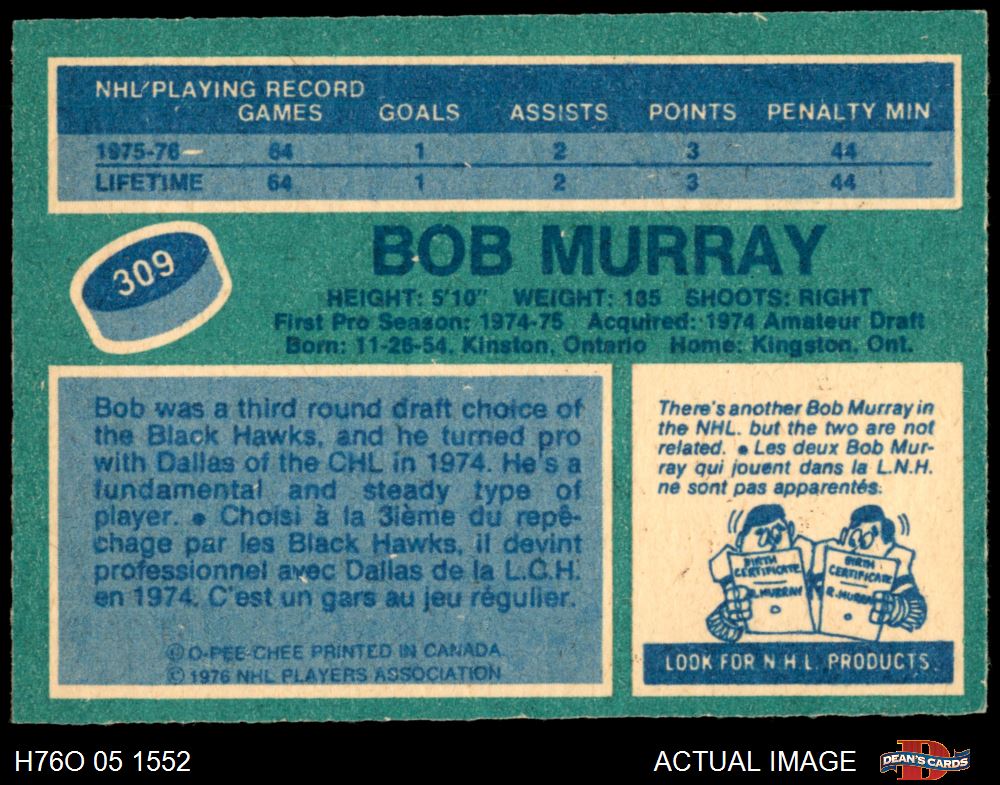 NHL PLAYING RECORD
GAMES GOALS ASSISTS POINTS PENALTY MIN
1975-76 64 1 2 3 44
LIFETIME 64 1 2 3 44
309
BOB MURRAY
HEIGHT: 5'10" WEIGHT: 185 SHOOTS: RIGHT
First Pro Season: 1974-75 Acquired: 1974 Amateur Draft
Born: 11-26-54, Kinston, Ontario Home: Kingston, Ont.
Bob was a third round draft choice of
the Black Hawks, and he turned pro
with Dallas of the CHL in 1974. He's a
fundamental and steady type of
player. ● Choisi à la 3ième du repê-
chage par les Black Hawks, il devint
professionnel avec Dallas de la L.C.H.
en 1974. C'est un gars au jeu régulier.
© O-PEE-CHEE PRINTED IN CANADA
© 1976 NHL PLAYERS ASSOCIATION
There's another Bob Murray in
the NHL. but the two are not
related. ● Les deux Bob Mur-
ray qui jouent dans la L.N.H.
ne sont pas apparentés.
BIRTH
CERTIFICATE
R. MURRAY
BIRTH
CERTIFICATE
R. MURRAY
LOOK FOR N H L PRODUCTS
H76O 05 1552
ACTUAL IMAGE
D
DEAN'S CARDS